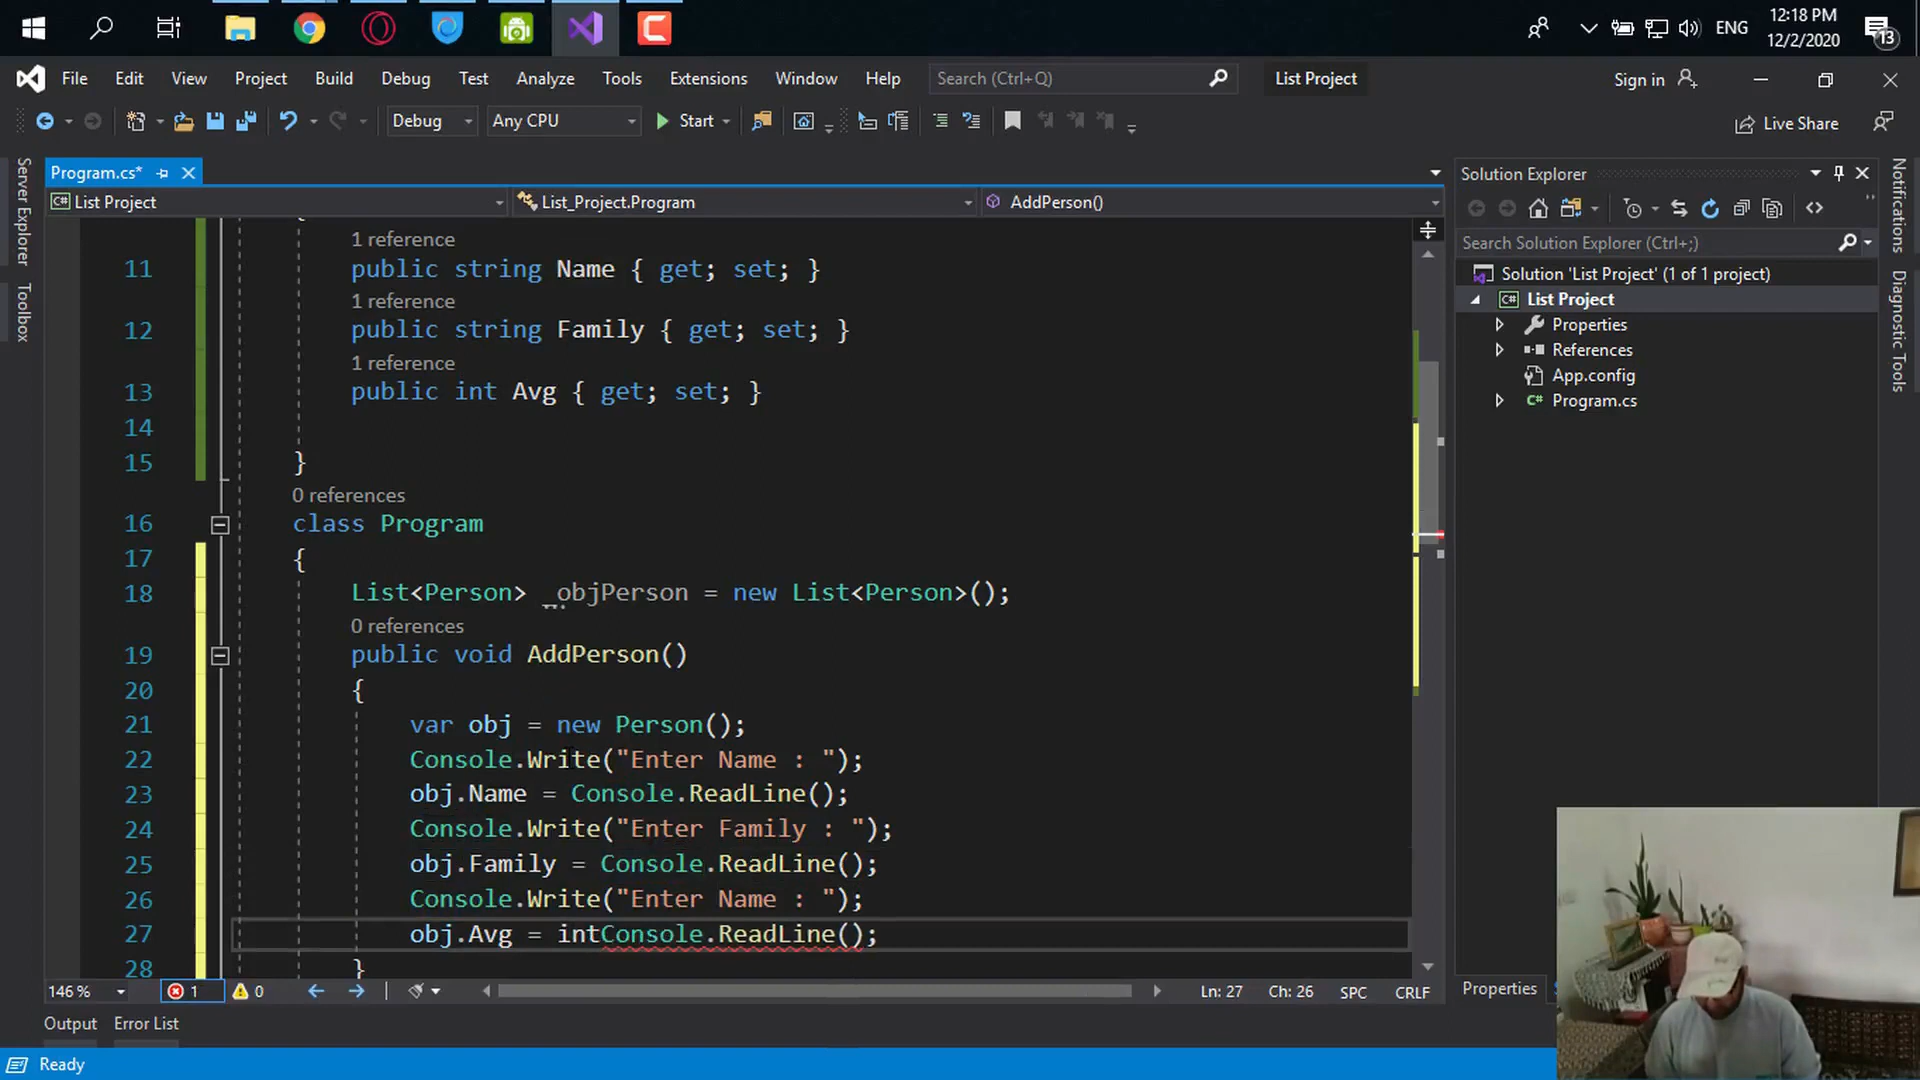 12:18 PM
ENG
12/2/2020
13
File Edit View Project Build Debug Test Analyze Tools Extensions Window Help Search (Ctrl+Q) List Project Sign in
Debug Any CPU Start Live Share
Server Explorer
Toolbox
Program.cs*
List Project List_Project.Program AddPerson()
{
1 reference
11 public string Name { get; set; }
1 reference
12 public string Family { get; set; }
1 reference
13 public int Avg { get; set; }
14
15 }
0 references
16 class Program
17 {
18 List<Person> _objPerson = new List<Person>();
0 references
19 public void AddPerson()
20 {
21 var obj = new Person();
22 Console.Write("Enter Name : ");
23 obj.Name = Console.ReadLine();
24 Console.Write("Enter Family : ");
25 obj.Family = Console.ReadLine();
26 Console.Write("Enter Name : ");
27 obj.Avg = intConsole.ReadLine();
28 }
146 % 1 0 Ln: 27 Ch: 26 SPC CRLF
Output Error List
Ready
Solution Explorer
Search Solution Explorer (Ctrl+;)
Solution 'List Project' (1 of 1 project)
C# List Project
Properties
References
App.config
C# Program.cs
Properties
Notifications
Diagnostic Tools